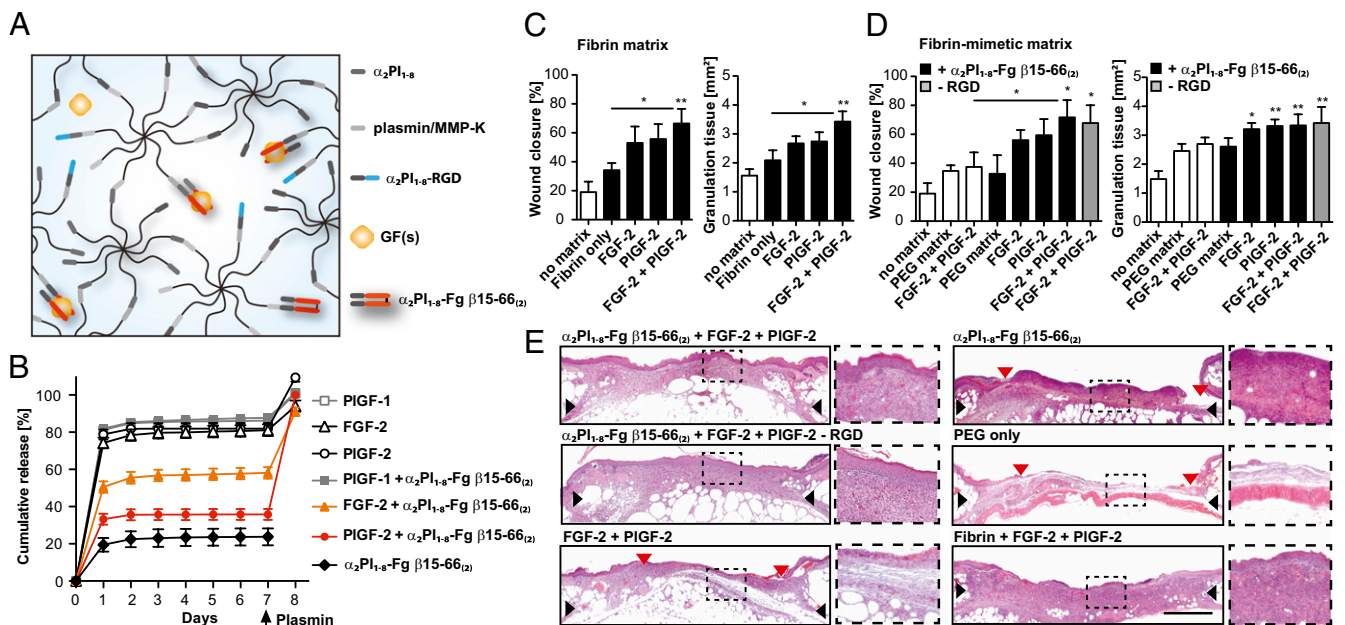 A
α₂PI₁₋₈
plasmin/MMP-K
α₂PI₁₋₈-RGD
GF(s)
α₂PI₁₋₈-Fg β15-66₍₂₎
B
Cumulative release [%]
100
80
60
40
20
0
0 1 2 3 4 5 6 7 8
Days
Plasmin
PlGF-1
FGF-2
PlGF-2
PlGF-1 + α₂PI₁₋₈-Fg β15-66₍₂₎
FGF-2 + α₂PI₁₋₈-Fg β15-66₍₂₎
PlGF-2 + α₂PI₁₋₈-Fg β15-66₍₂₎
α₂PI₁₋₈-Fg β15-66₍₂₎
C
Fibrin matrix
Wound closure [%]
100
80
60
40
20
0
* **
no matrix
Fibrin only
FGF-2
PlGF-2
FGF-2 + PlGF-2
Granulation tissue [mm²]
5
4
3
2
1
0
* **
no matrix
Fibrin only
FGF-2
PlGF-2
FGF-2 + PlGF-2
D
Fibrin-mimetic matrix
+ α₂PI₁₋₈-Fg β15-66₍₂₎
- RGD
Wound closure [%]
100
80
60
40
20
0
* * *
no matrix
PEG matrix
FGF-2 + PlGF-2
PEG matrix
FGF-2
PlGF-2
FGF-2 + PlGF-2
FGF-2 + PlGF-2
+ α₂PI₁₋₈-Fg β15-66₍₂₎
- RGD
Granulation tissue [mm²]
5
4
3
2
1
0
* ** ** **
no matrix
PEG matrix
FGF-2 + PlGF-2
PEG matrix
FGF-2
PlGF-2
FGF-2 + PlGF-2
FGF-2 + PlGF-2
E
α₂PI₁₋₈-Fg β15-66₍₂₎ + FGF-2 + PlGF-2
α₂PI₁₋₈-Fg β15-66₍₂₎
α₂PI₁₋₈-Fg β15-66₍₂₎ + FGF-2 + PlGF-2 - RGD
PEG only
FGF-2 + PlGF-2
Fibrin + FGF-2 + PlGF-2